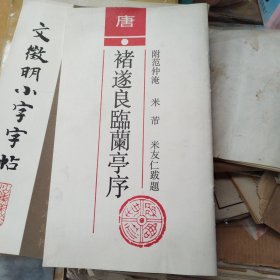 唐
附范仲淹 米芾 米友仁跋題
褚遂良臨蘭亭序
文徵明小字字帖